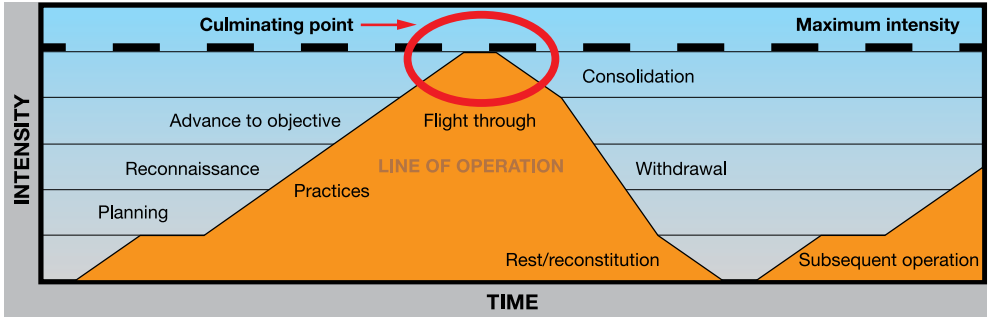 Culminating point
Maximum intensity
Consolidation
Advance to objective
Flight through
Reconnaissance
LINE OF OPERATION
Withdrawal
Practices
Planning
Rest/reconstitution
Subsequent operation
INTENSITY
TIME